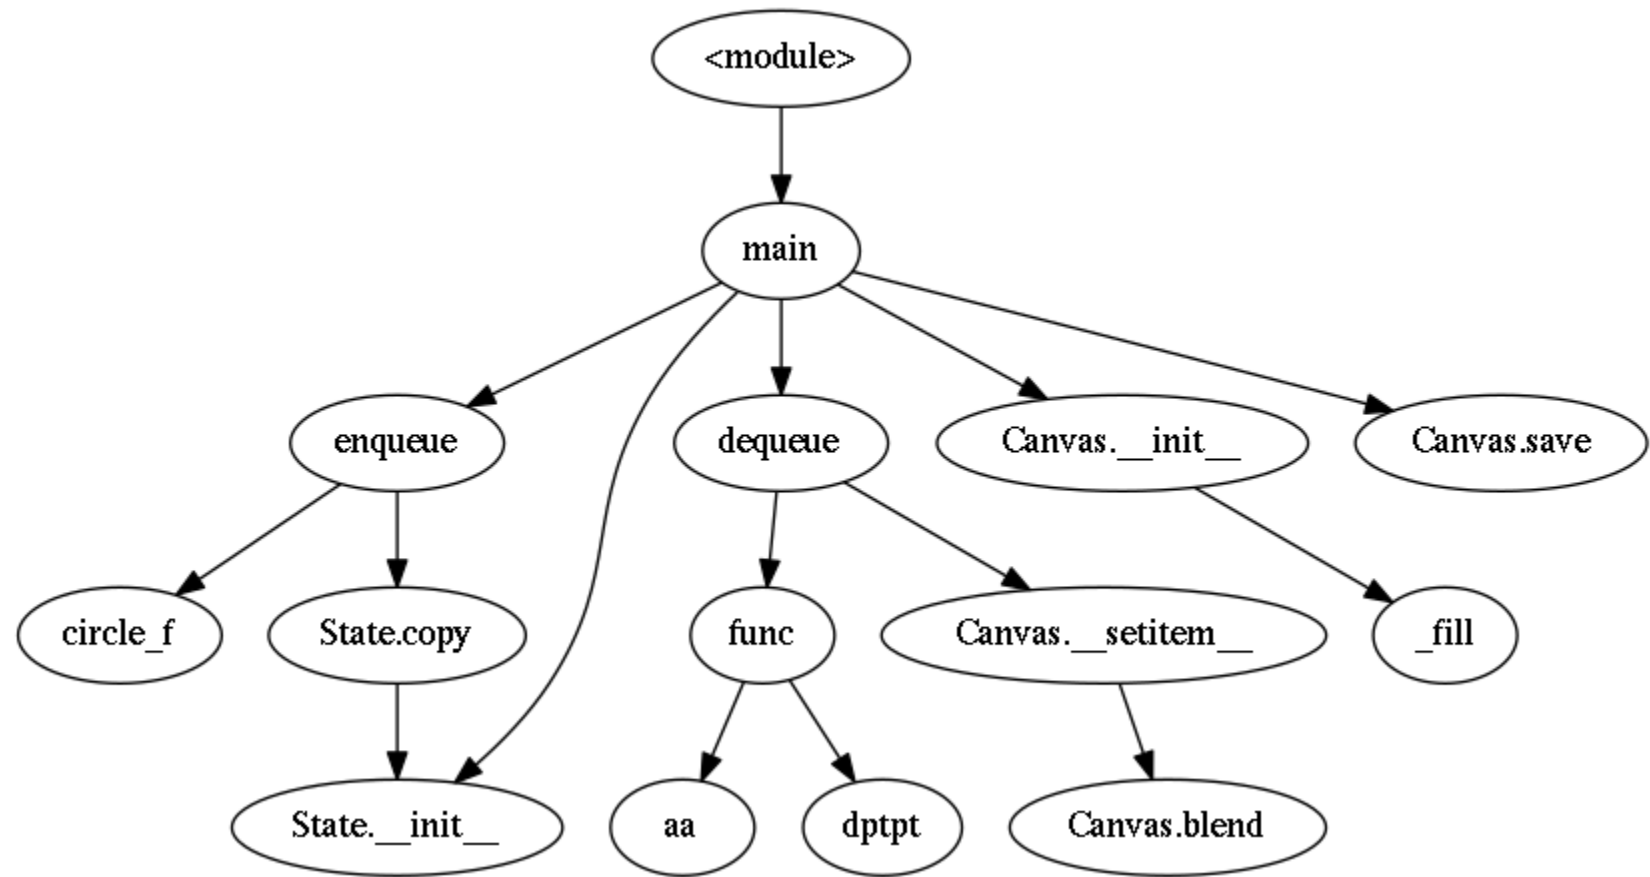 <module>
main
enqueue
dequeue
Canvas.__init__
Canvas.save
circle_f
State.copy
func
Canvas.__setitem__
_fill
State.__init__
aa
dptpt
Canvas.blend